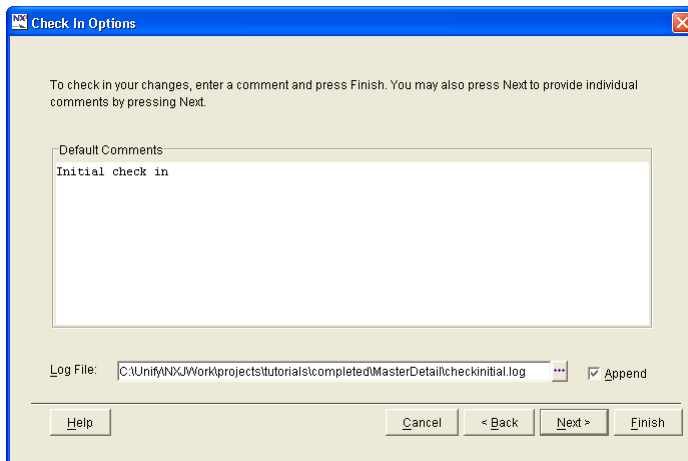 NXJ Check In Options
To check in your changes, enter a comment and press Finish. You may also press Next to provide individual
comments by pressing Next.
Default Comments
Initial check in
Log File: C:\Unify\NXJWork\projects\tutorials\completed\MasterDetail\checkinitial.log ... Append
Help Cancel < Back Next > Finish